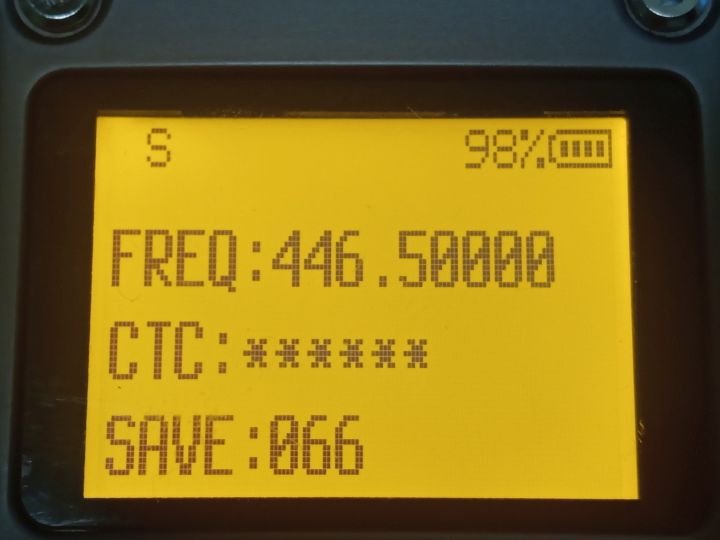 S 98%
FREQ:446.50000
CTC:******
SAVE:066